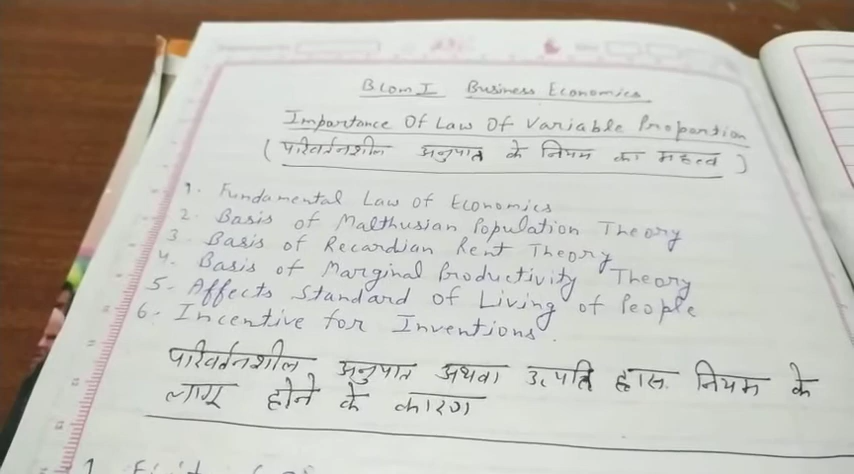 B.Com I Business Economics
Importance Of Law Of Variable Proportion
(परिवर्तनशील अनुपात के नियम का महत्व)
1. Fundamental Law of Economics
2. Basis of Malthusian Population Theory
3. Basis of Recardian Rent Theory
4. Basis of Marginal Productivity Theory
5. Affects Standard of Living of People
6. Incentive for Inventions.
परिवर्तनशील अनुपात अथवा उत्पत्ति ह्रास नियम के
लागू होने के कारण
1.